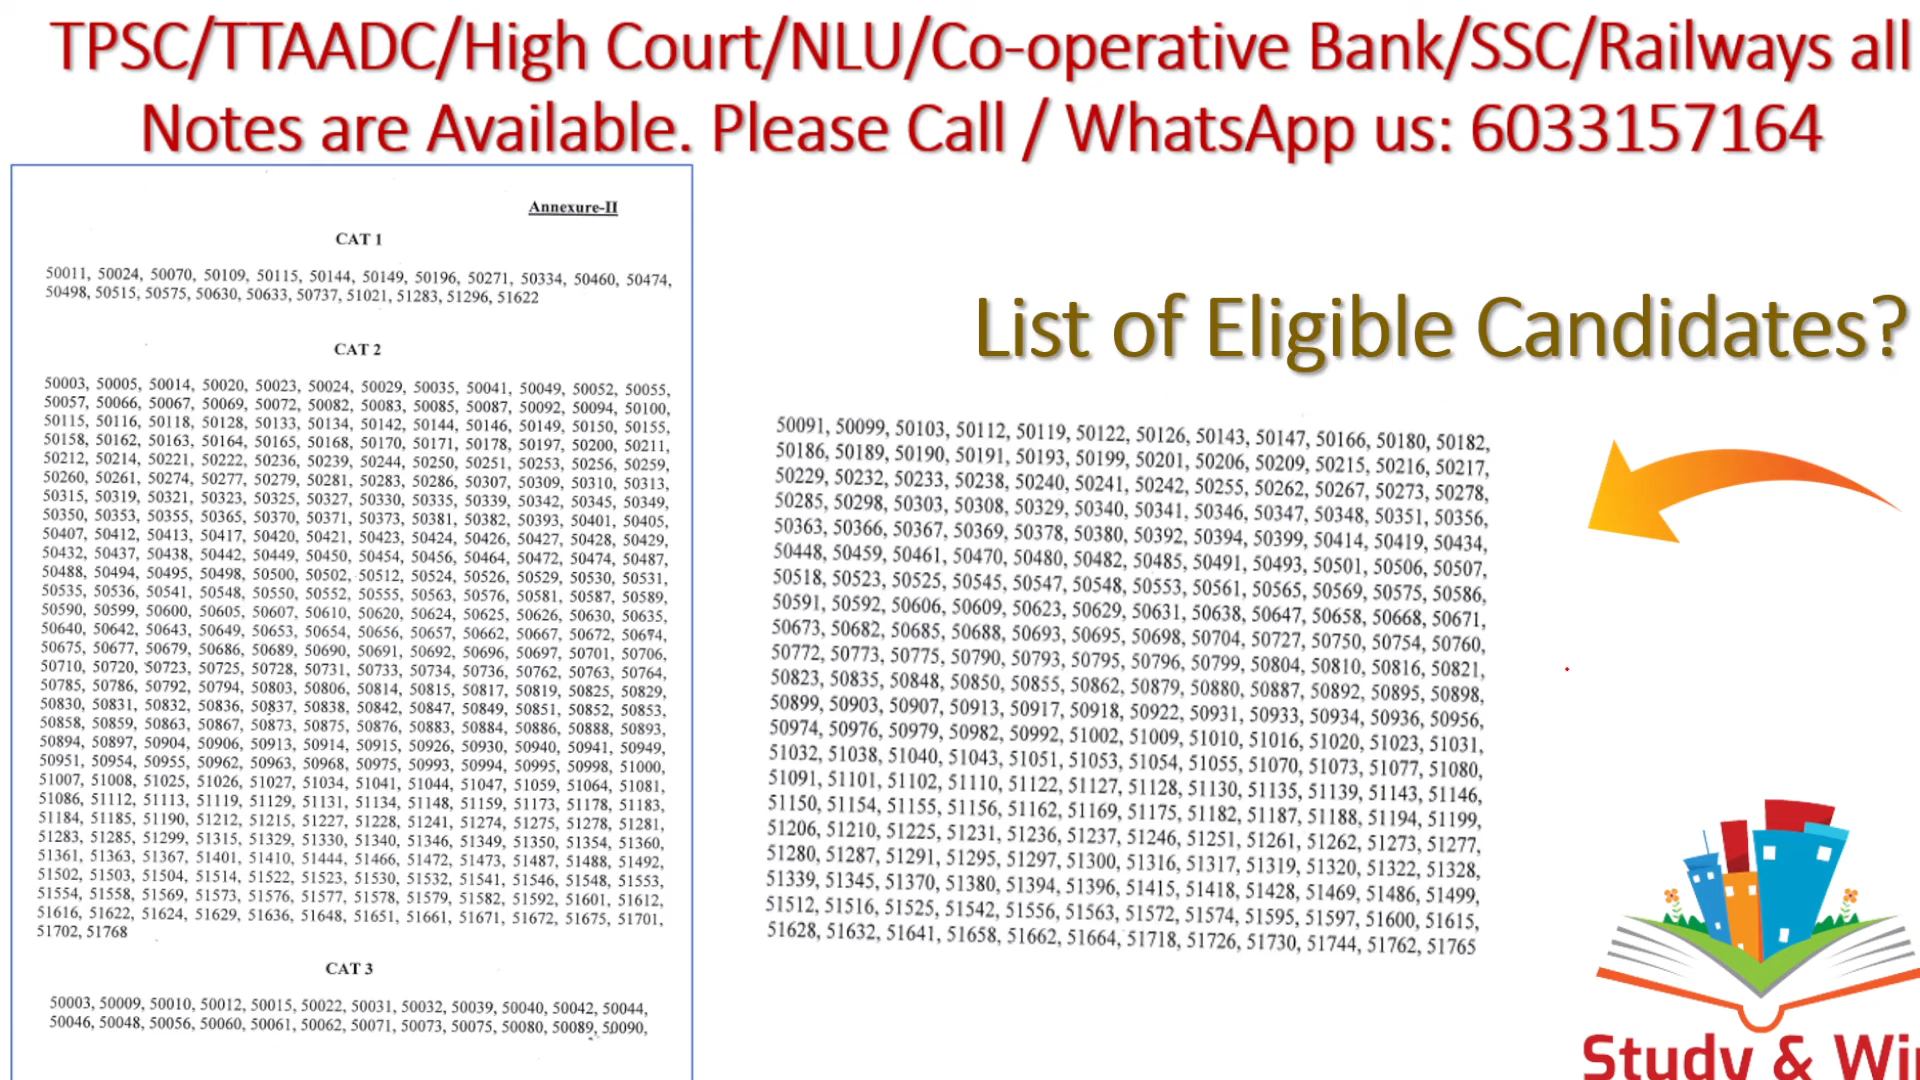 TPSC/TTAADC/High Court/NLU/Co-operative Bank/SSC/Railways all
Notes are Available. Please Call / WhatsApp us: 6033157164
Annexure-II
CAT 1
50011, 50024, 50070, 50109, 50115, 50144, 50149, 50196, 50271, 50334, 50460, 50474,
50498, 50515, 50575, 50630, 50633, 50737, 51021, 51283, 51296, 51622
CAT 2
50003, 50005, 50014, 50020, 50023, 50024, 50029, 50035, 50041, 50049, 50052, 50055,
50057, 50066, 50067, 50069, 50072, 50082, 50083, 50085, 50087, 50092, 50094, 50100,
50115, 50116, 50118, 50128, 50133, 50134, 50142, 50144, 50146, 50149, 50150, 50155,
50158, 50162, 50163, 50164, 50165, 50168, 50170, 50171, 50178, 50197, 50200, 50211,
50212, 50214, 50221, 50222, 50236, 50239, 50244, 50250, 50251, 50253, 50256, 50259,
50260, 50261, 50274, 50277, 50279, 50281, 50283, 50286, 50307, 50309, 50310, 50313,
50315, 50319, 50321, 50323, 50325, 50327, 50330, 50335, 50339, 50342, 50345, 50349,
50350, 50353, 50355, 50365, 50370, 50371, 50373, 50381, 50382, 50393, 50401, 50405,
50407, 50412, 50413, 50417, 50420, 50421, 50423, 50424, 50426, 50427, 50428, 50429,
50432, 50437, 50438, 50442, 50449, 50450, 50454, 50456, 50464, 50472, 50474, 50487,
50488, 50494, 50495, 50498, 50500, 50502, 50512, 50524, 50526, 50529, 50530, 50531,
50535, 50536, 50541, 50548, 50550, 50552, 50555, 50563, 50576, 50581, 50587, 50589,
50590, 50599, 50600, 50605, 50607, 50610, 50620, 50624, 50625, 50626, 50630, 50635,
50640, 50642, 50643, 50649, 50653, 50654, 50656, 50657, 50662, 50667, 50672, 50674,
50675, 50677, 50679, 50686, 50689, 50690, 50691, 50692, 50696, 50697, 50701, 50706,
50710, 50720, 50723, 50725, 50728, 50731, 50733, 50734, 50736, 50762, 50763, 50764,
50785, 50786, 50792, 50794, 50803, 50806, 50814, 50815, 50817, 50819, 50825, 50829,
50830, 50831, 50832, 50836, 50837, 50838, 50842, 50847, 50849, 50851, 50852, 50853,
50858, 50859, 50863, 50867, 50873, 50875, 50876, 50883, 50884, 50886, 50888, 50893,
50894, 50897, 50904, 50906, 50913, 50914, 50915, 50926, 50930, 50940, 50941, 50949,
50951, 50954, 50955, 50962, 50963, 50968, 50975, 50993, 50994, 50995, 50998, 51000,
51007, 51008, 51025, 51026, 51027, 51034, 51041, 51044, 51047, 51059, 51064, 51081,
51086, 51112, 51113, 51119, 51129, 51131, 51134, 51148, 51159, 51173, 51178, 51183,
51184, 51185, 51190, 51212, 51215, 51227, 51228, 51241, 51274, 51275, 51278, 51281,
51283, 51285, 51299, 51315, 51329, 51330, 51340, 51346, 51349, 51350, 51354, 51360,
51361, 51363, 51367, 51401, 51410, 51444, 51466, 51472, 51473, 51487, 51488, 51492,
51502, 51503, 51504, 51514, 51522, 51523, 51530, 51532, 51541, 51546, 51548, 51553,
51554, 51558, 51569, 51573, 51576, 51577, 51578, 51579, 51582, 51592, 51601, 51612,
51616, 51622, 51624, 51629, 51636, 51648, 51651, 51661, 51671, 51672, 51675, 51701,
51702, 51768
CAT 3
50003, 50009, 50010, 50012, 50015, 50022, 50031, 50032, 50039, 50040, 50042, 50044,
50046, 50048, 50056, 50060, 50061, 50062, 50071, 50073, 50075, 50080, 50089, 50090,
List of Eligible Candidates?
50091, 50099, 50103, 50112, 50119, 50122, 50126, 50143, 50147, 50166, 50180, 50182,
50186, 50189, 50190, 50191, 50193, 50199, 50201, 50206, 50209, 50215, 50216, 50217,
50229, 50232, 50233, 50238, 50240, 50241, 50242, 50255, 50262, 50267, 50273, 50278,
50285, 50298, 50303, 50308, 50329, 50340, 50341, 50346, 50347, 50348, 50351, 50356,
50363, 50366, 50367, 50369, 50378, 50380, 50392, 50394, 50399, 50414, 50419, 50434,
50448, 50459, 50461, 50470, 50480, 50482, 50485, 50491, 50493, 50501, 50506, 50507,
50518, 50523, 50525, 50545, 50547, 50548, 50553, 50561, 50565, 50569, 50575, 50586,
50591, 50592, 50606, 50609, 50623, 50629, 50631, 50638, 50647, 50658, 50668, 50671,
50673, 50682, 50685, 50688, 50693, 50695, 50698, 50704, 50727, 50750, 50754, 50760,
50772, 50773, 50775, 50790, 50793, 50795, 50796, 50799, 50804, 50810, 50816, 50821,
50823, 50835, 50848, 50850, 50855, 50862, 50879, 50880, 50887, 50892, 50895, 50898,
50899, 50903, 50907, 50913, 50917, 50918, 50922, 50931, 50933, 50934, 50936, 50956,
50974, 50976, 50979, 50982, 50992, 51002, 51009, 51010, 51016, 51020, 51023, 51031,
51032, 51038, 51040, 51043, 51051, 51053, 51054, 51055, 51070, 51073, 51077, 51080,
51091, 51101, 51102, 51110, 51122, 51127, 51128, 51130, 51135, 51139, 51143, 51146,
51150, 51154, 51155, 51156, 51162, 51169, 51175, 51182, 51187, 51188, 51194, 51199,
51206, 51210, 51225, 51231, 51236, 51237, 51246, 51251, 51261, 51262, 51273, 51277,
51280, 51287, 51291, 51295, 51297, 51300, 51316, 51317, 51319, 51320, 51322, 51328,
51339, 51345, 51370, 51380, 51394, 51396, 51415, 51418, 51428, 51469, 51486, 51499,
51512, 51516, 51525, 51542, 51556, 51563, 51572, 51574, 51595, 51597, 51600, 51615,
51628, 51632, 51641, 51658, 51662, 51664, 51718, 51726, 51730, 51744, 51762, 51765
Study & Wi